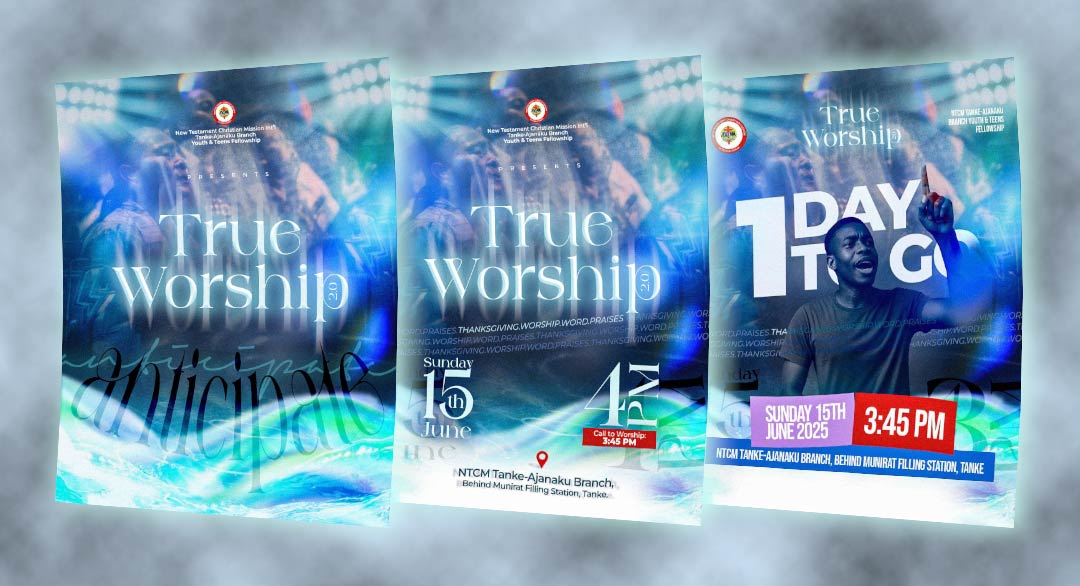 New Testament Christian Mission Int'l
Tanke-Ajanaku Branch
Youth & Teens Fellowship
PRESENTS
True
Worship
2.0
anticipate
anticipate
New Testament Christian Mission Int'l
Tanke-Ajanaku Branch
Youth & Teens Fellowship
PRESENTS
True
Worship
2.0
PRAISES.THANKSGIVING.WORSHIP.WORD.PRAISES
THANKSGIVING.WORSHIP.WORD.PRAISES
Sunday
15th
June
4PM
Call to Worship:
3:45 PM
NTCM Tanke-Ajanaku Branch,
Behind Munirat Filling Station, Tanke.
True
Worship
NTCM TANKE-AJANAKU
BRANCH YOUTH & TEENS
FELLOWSHIP
1 DAY
TO GO
SUNDAY 15TH
JUNE 2025
3:45 PM
NTCM TANKE-AJANAKU BRANCH, BEHIND MUNIRAT FILLING STATION, TANKE